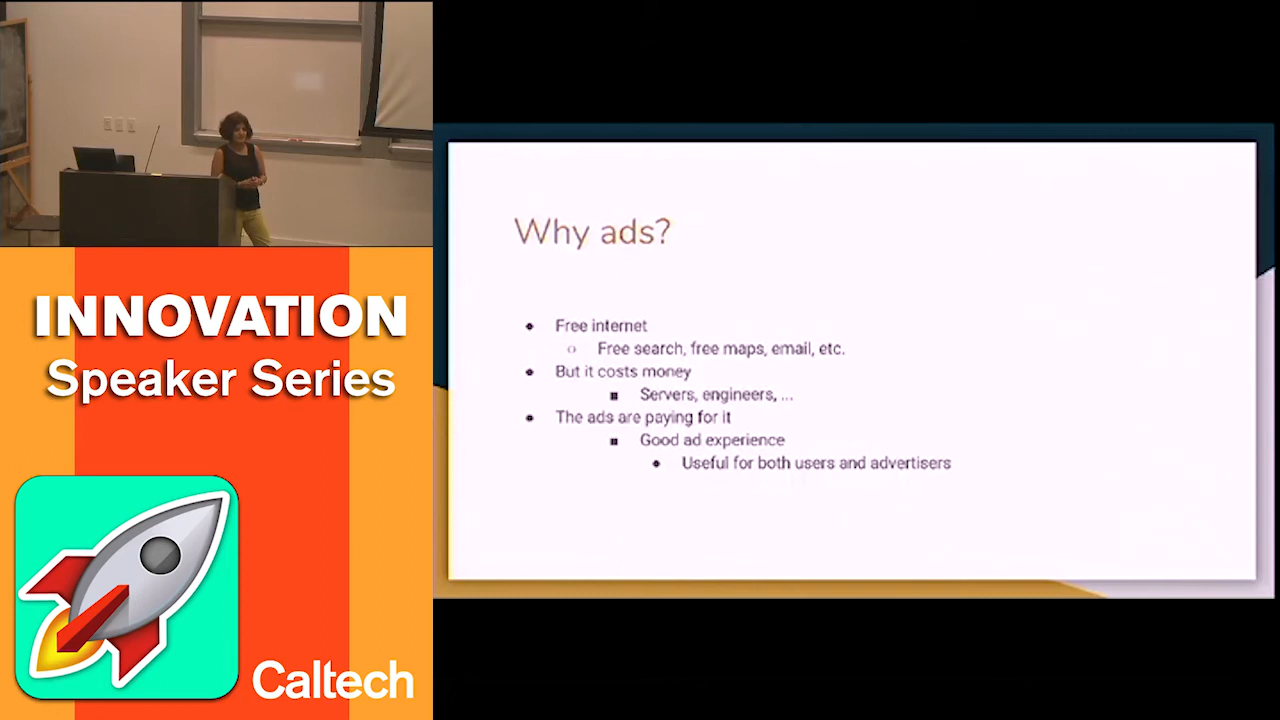 INNOVATION
Speaker Series
Caltech
Why ads?
● Free internet
○ Free search, free maps, email, etc.
● But it costs money
■ Servers, engineers, ...
● The ads are paying for it
■ Good ad experience
● Useful for both users and advertisers